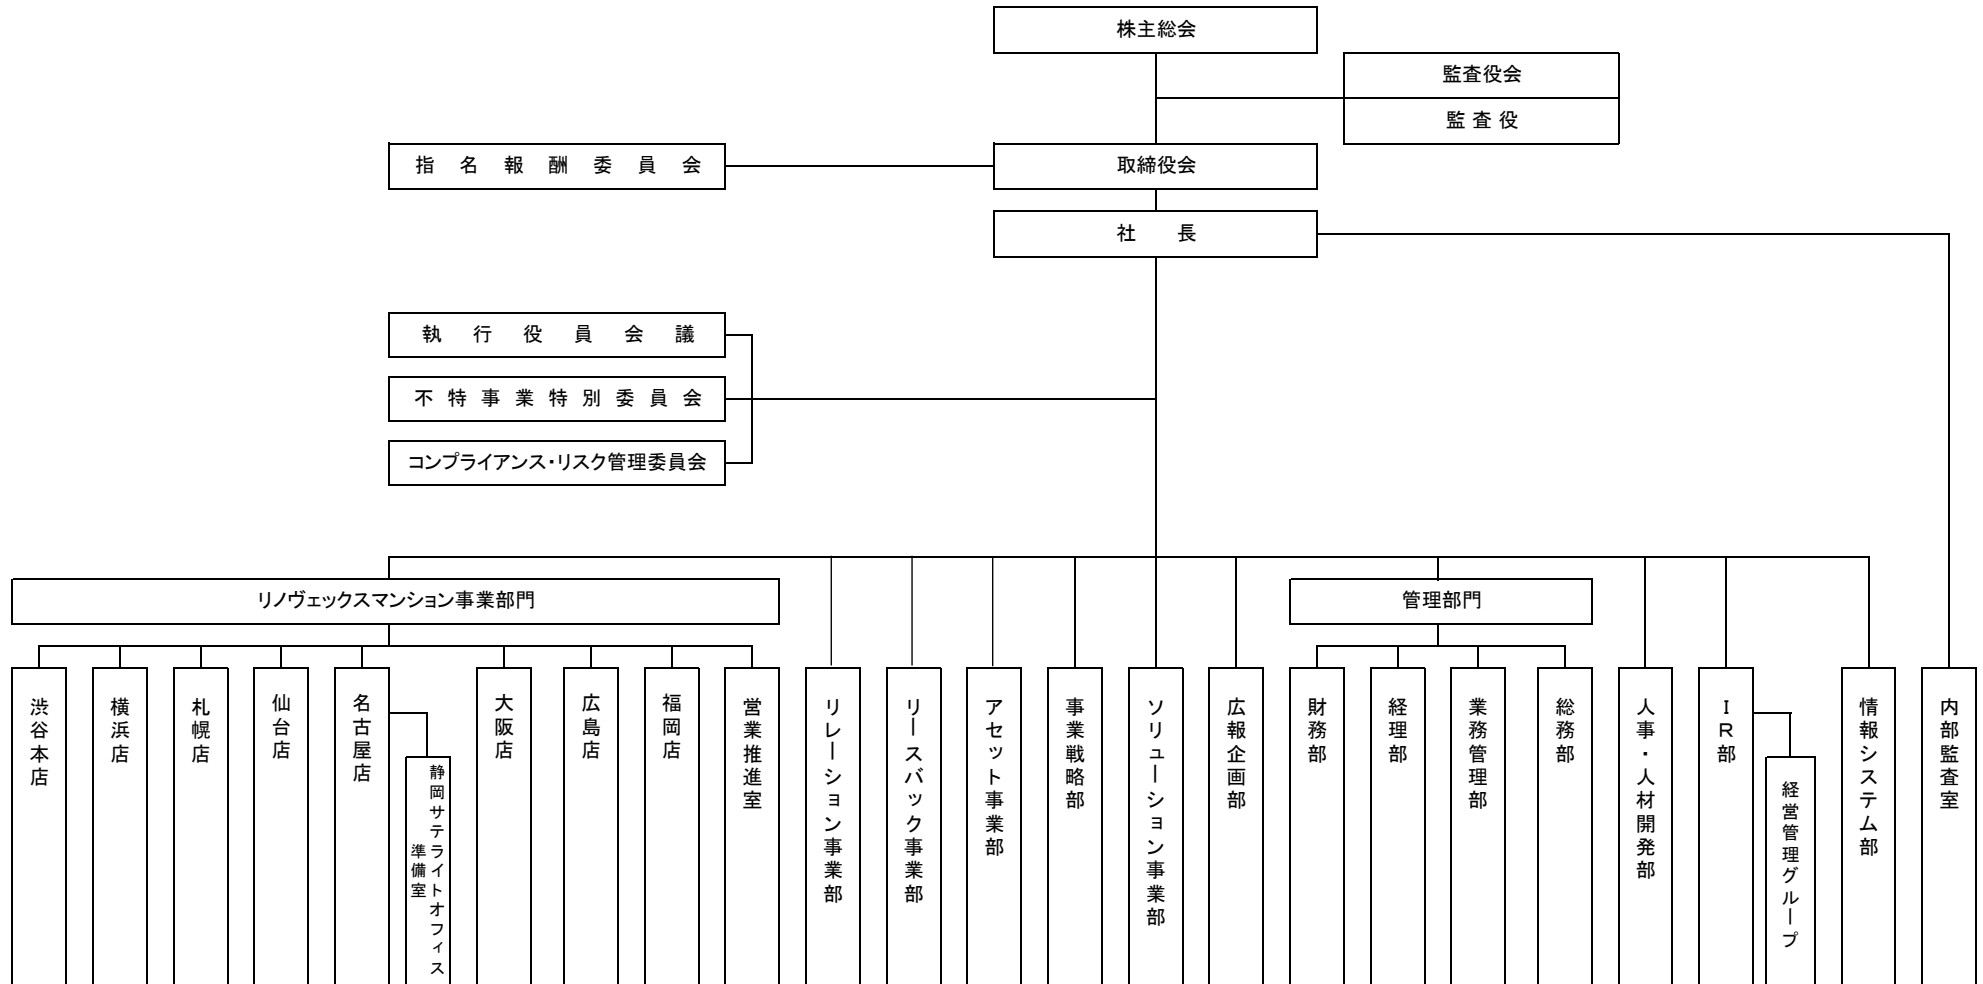 株主総会
監査役会
監査役
指名報酬委員会
取締役会
社長
執行役員会議
不特事業特別委員会
コンプライアンス・リスク管理委員会
リノヴェックスマンション事業部門
管理部門
渋谷本店
横浜店
札幌店
仙台店
名古屋店
静岡サテライトオフィス
準備室
大阪店
広島店
福岡店
営業推進室
リレーション事業部
リースバック事業部
アセット事業部
事業戦略部
ソリューション事業部
広報企画部
財務部
経理部
業務管理部
総務部
人事・人材開発部
ＩＲ部
経営管理グループ
情報システム部
内部監査室